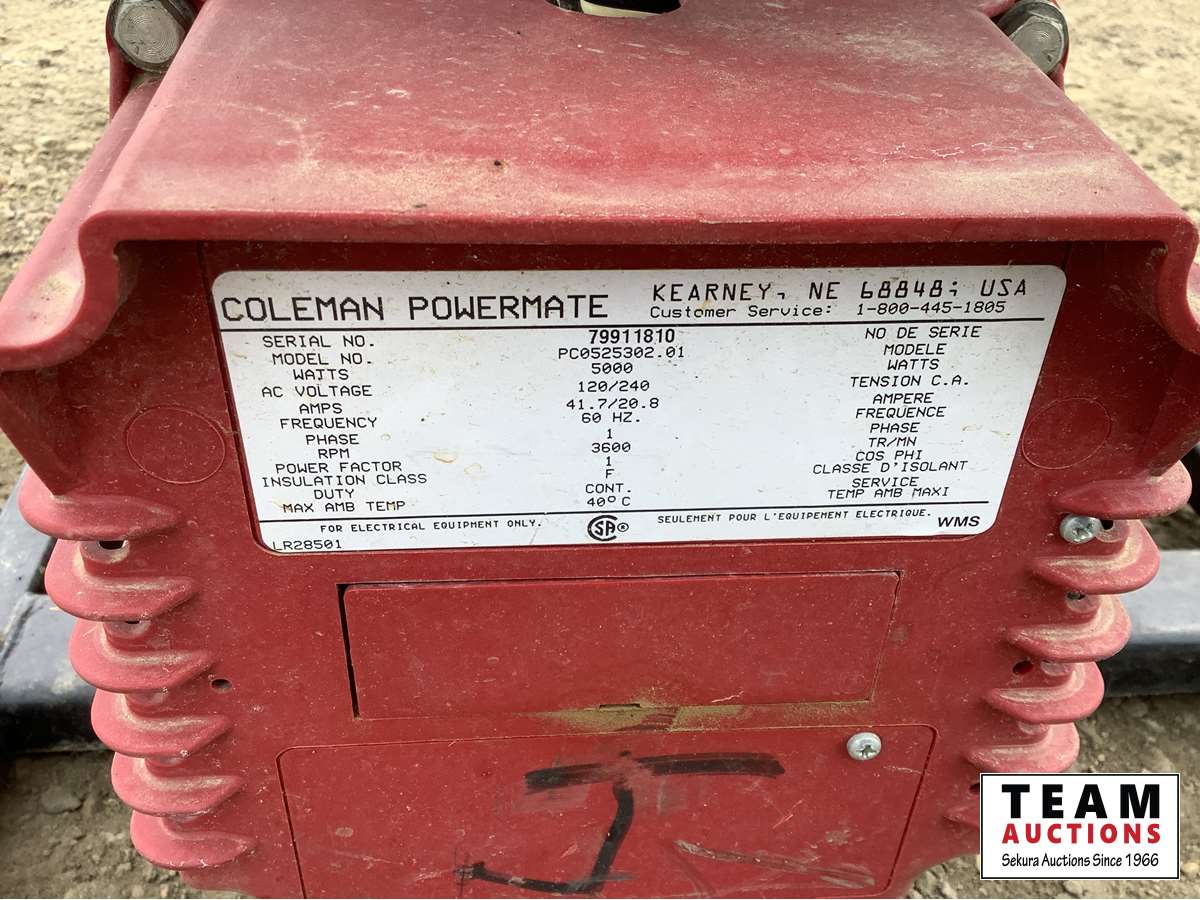 COLEMAN POWERMATE KEARNEY, NE 68848; USA
Customer Service: 1-800-445-1805
SERIAL NO. 79911810 NO DE SERIE
MODEL NO. PC0525302.01 MODELE
WATTS 5000 WATTS
AC VOLTAGE 120/240 TENSION C.A.
AMPS 41.7/20.8 AMPERE
FREQUENCY 60 HZ. FREQUENCE
PHASE 1 PHASE
RPM 3600 TR/MN
POWER FACTOR 1 COS PHI
INSULATION CLASS F CLASSE D'ISOLANT
DUTY CONT. SERVICE
MAX AMB TEMP 40°C TEMP AMB MAXI
FOR ELECTRICAL EQUIPMENT ONLY. SA® SEULEMENT POUR L'EQUIPEMENT ELECTRIQUE. WMS
LR28501
J
TEAM
AUCTIONS
Sekura Auctions Since 1966